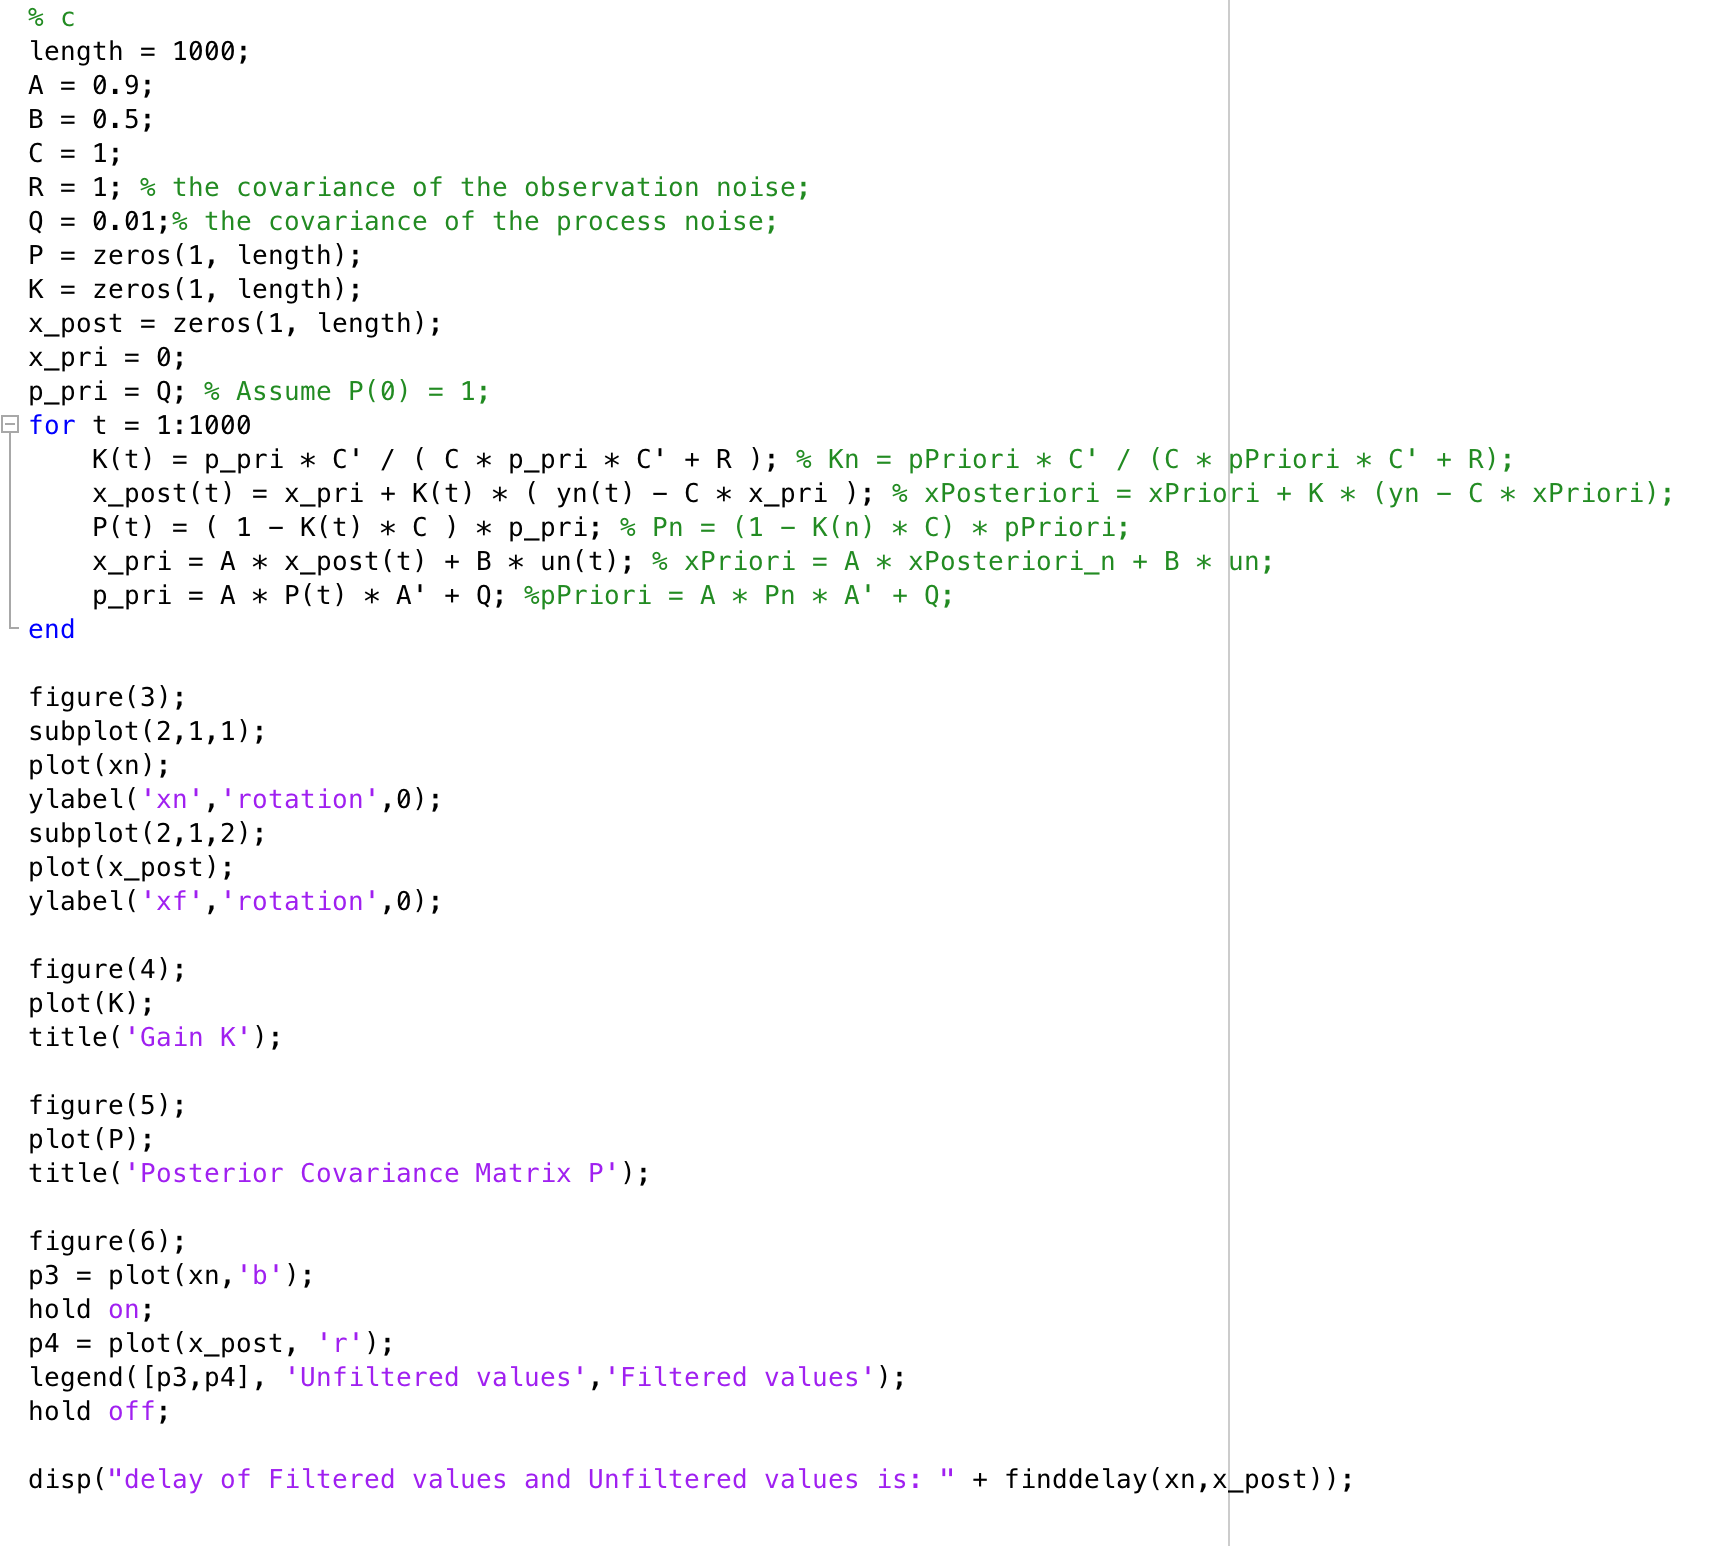 % c
length = 1000;
A = 0.9;
B = 0.5;
C = 1;
R = 1; % the covariance of the observation noise;
Q = 0.01;% the covariance of the process noise;
P = zeros(1, length);
K = zeros(1, length);
x_post = zeros(1, length);
x_pri = 0;
p_pri = Q; % Assume P(0) = 1;
for t = 1:1000
    K(t) = p_pri * C' / ( C * p_pri * C' + R ); % Kn = pPriori * C' / (C * pPriori * C' + R);
    x_post(t) = x_pri + K(t) * ( yn(t) - C * x_pri ); % xPosteriori = xPriori + K * (yn - C * xPriori);
    P(t) = ( 1 - K(t) * C ) * p_pri; % Pn = (1 - K(n) * C) * pPriori;
    x_pri = A * x_post(t) + B * un(t); % xPriori = A * xPosteriori_n + B * un;
    p_pri = A * P(t) * A' + Q; %pPriori = A * Pn * A' + Q;
end
figure(3);
subplot(2,1,1);
plot(xn);
ylabel('xn','rotation',0);
subplot(2,1,2);
plot(x_post);
ylabel('xf','rotation',0);
figure(4);
plot(K);
title('Gain K');
figure(5);
plot(P);
title('Posterior Covariance Matrix P');
figure(6);
p3 = plot(xn,'b');
hold on;
p4 = plot(x_post, 'r');
legend([p3,p4], 'Unfiltered values','Filtered values');
hold off;
disp("delay of Filtered values and Unfiltered values is: " + finddelay(xn,x_post));